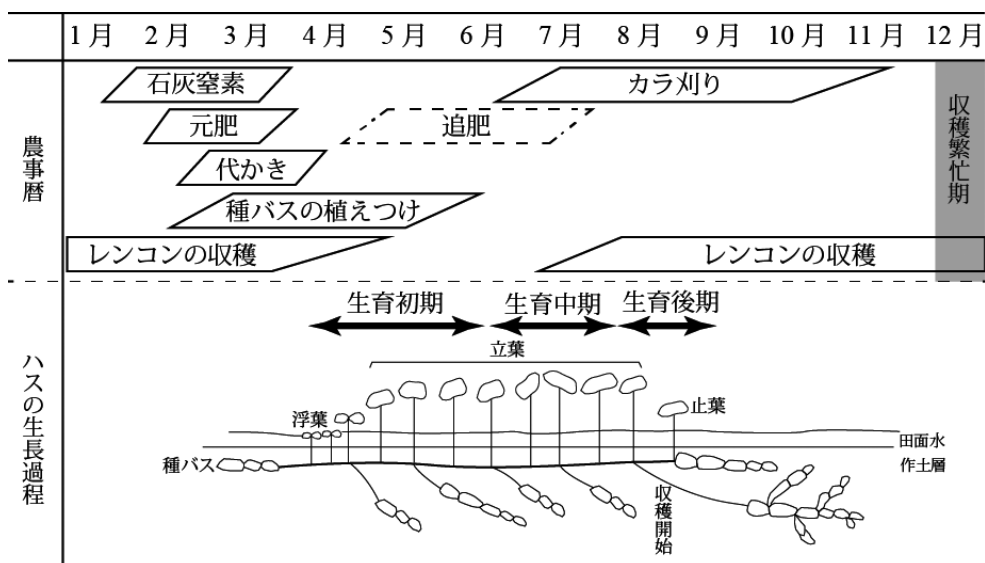 1月 2月 3月 4月 5月 6月 7月 8月 9月 10月 11月 12月
農事暦
石灰窒素
カラ刈り
元肥
追肥
代かき
種バスの植えつけ
レンコンの収穫
レンコンの収穫
収穫繁忙期
ハスの生長過程
生育初期
生育中期
生育後期
立葉
浮葉
止葉
田面水
種バス
作土層
収穫開始